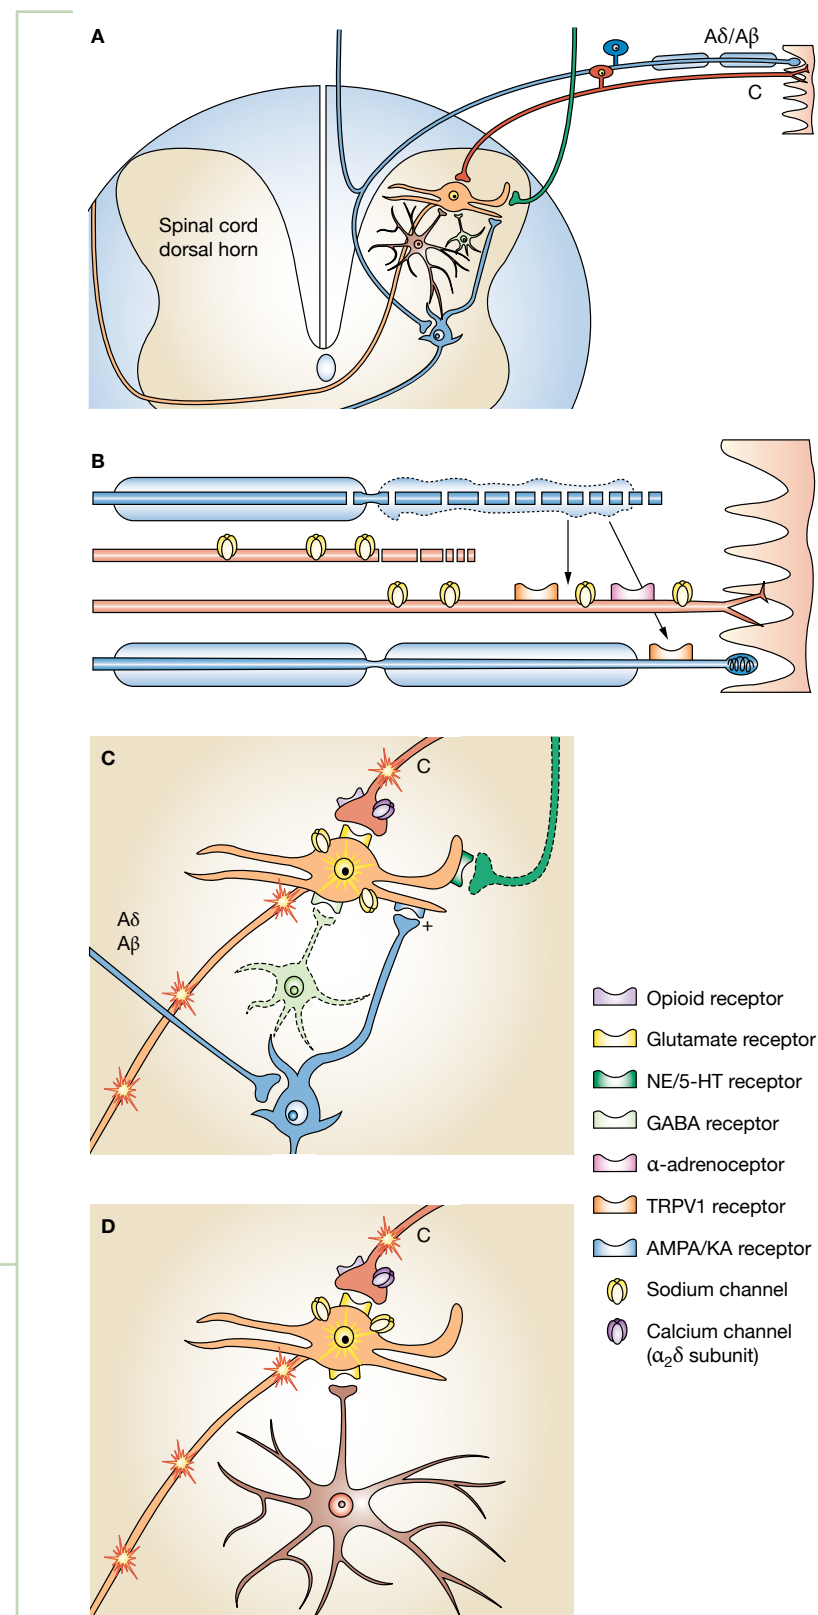 A
Aδ/Aβ
C
Spinal cord
dorsal horn
B
C
C
Aδ
Aβ
+
Opioid receptor
Glutamate receptor
NE/5-HT receptor
GABA receptor
α-adrenoceptor
TRPV1 receptor
AMPA/KA receptor
Sodium channel
Calcium channel
(α₂δ subunit)
D
C